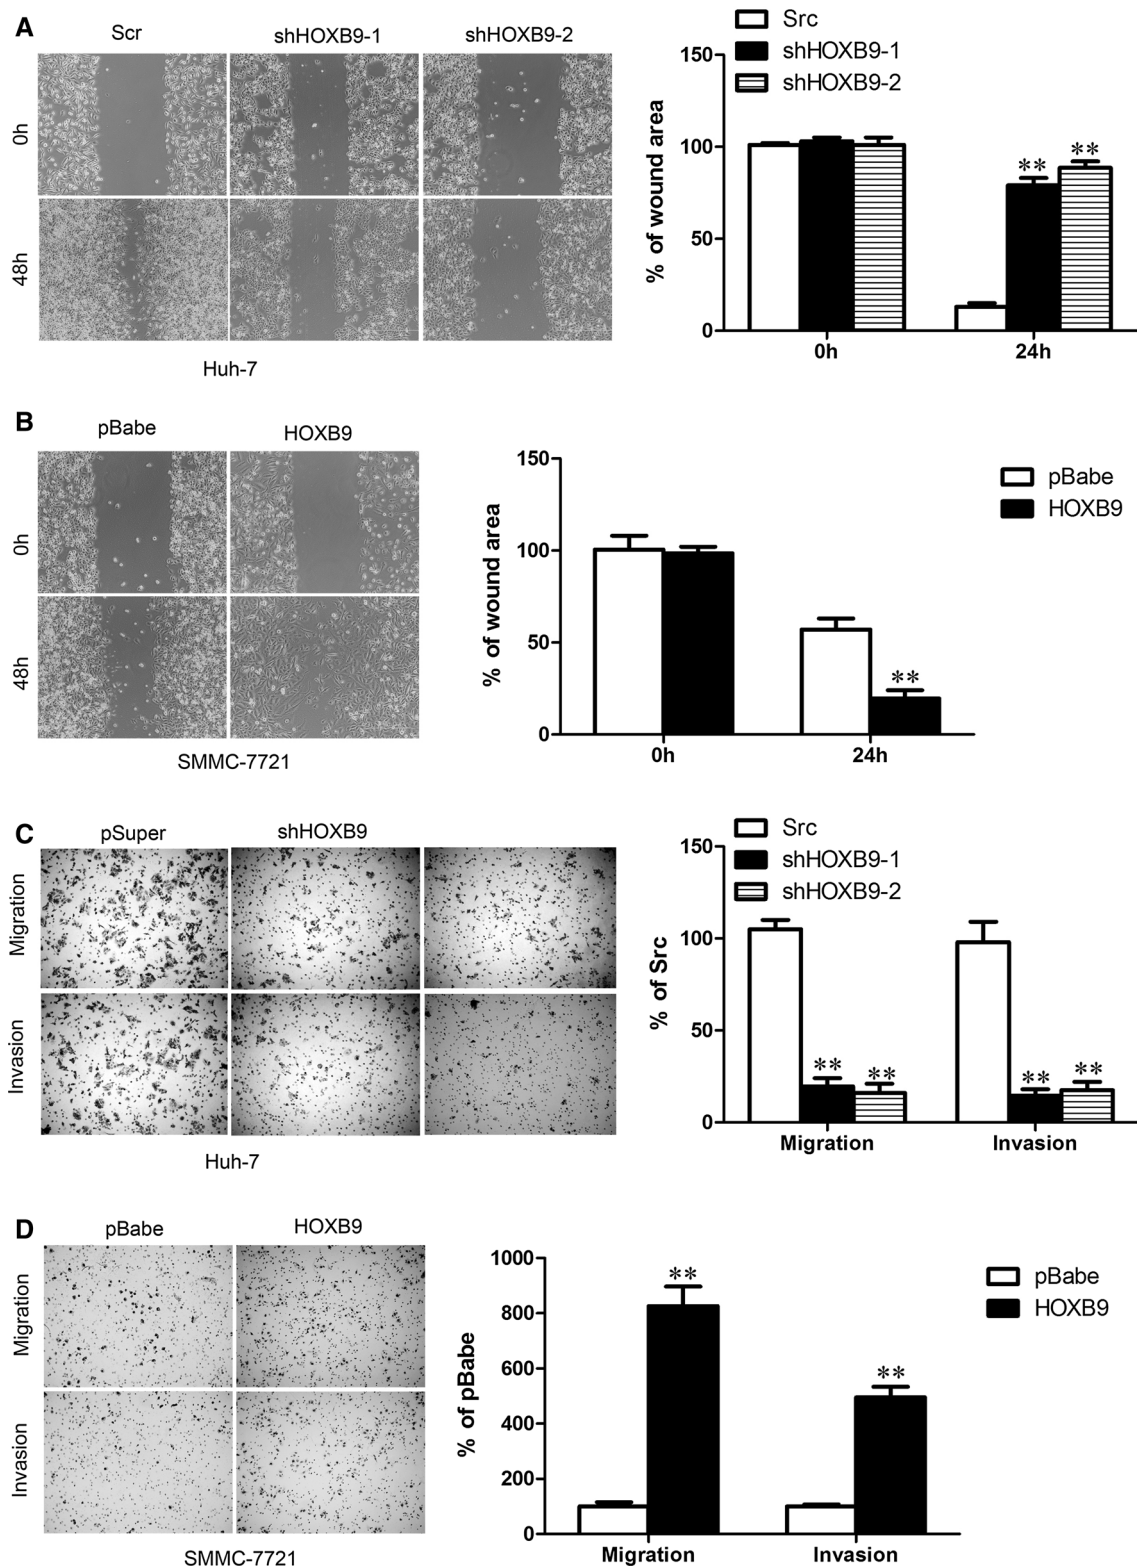 A
Scr shHOXB9-1 shHOXB9-2
0h
48h
Huh-7
Src
shHOXB9-1
shHOXB9-2
% of wound area
150
100
50
0
** **
0h 24h
B
pBabe HOXB9
0h
48h
SMMC-7721
% of wound area
150
100
50
0
**
0h 24h
pBabe
HOXB9
C
pSuper shHOXB9
Migration
Invasion
Huh-7
Src
shHOXB9-1
shHOXB9-2
% of Src
150
100
50
0
** ** ** **
Migration Invasion
D
pBabe HOXB9
Migration
Invasion
SMMC-7721
% of pBabe
1000
800
600
400
200
0
** **
Migration Invasion
pBabe
HOXB9